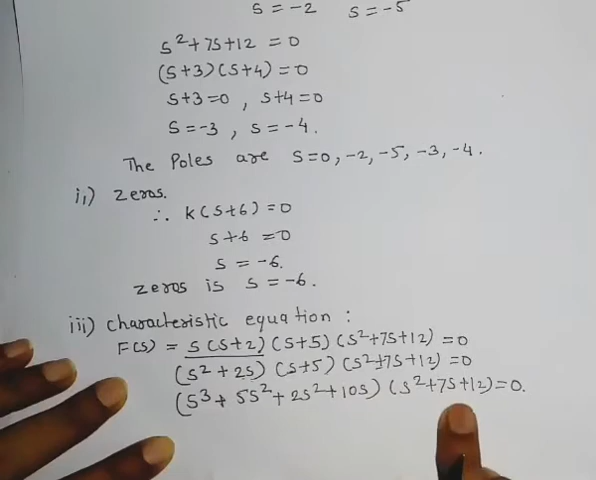 s = -2   s = -5
s²+7s+12 = 0
(s+3)(s+4) = 0
s+3=0 , s+4=0
s=-3 , s=-4.
The Poles are s=0,-2,-5,-3,-4.
ii) zeros.
∴ K(s+6)=0
s+6 =0
s = -6.
zeros is s=-6.
iii) characteristic equation :
F(s) = s(s+2)(s+5)(s²+7s+12)=0
(s²+2s)(s+5)(s²+7s+12)=0
(s³+5s²+2s²+10s)(s²+7s+12)=0.